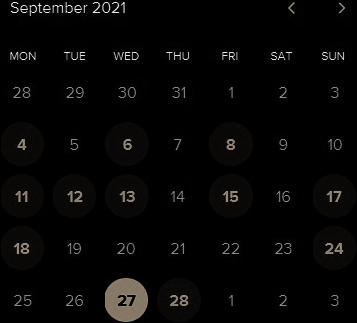 September 2021 < >
MON TUE WED THU FRI SAT SUN
28 29 30 31 1 2 3
4 5 6 7 8 9 10
11 12 13 14 15 16 17
18 19 20 21 22 23 24
25 26 27 28 1 2 3